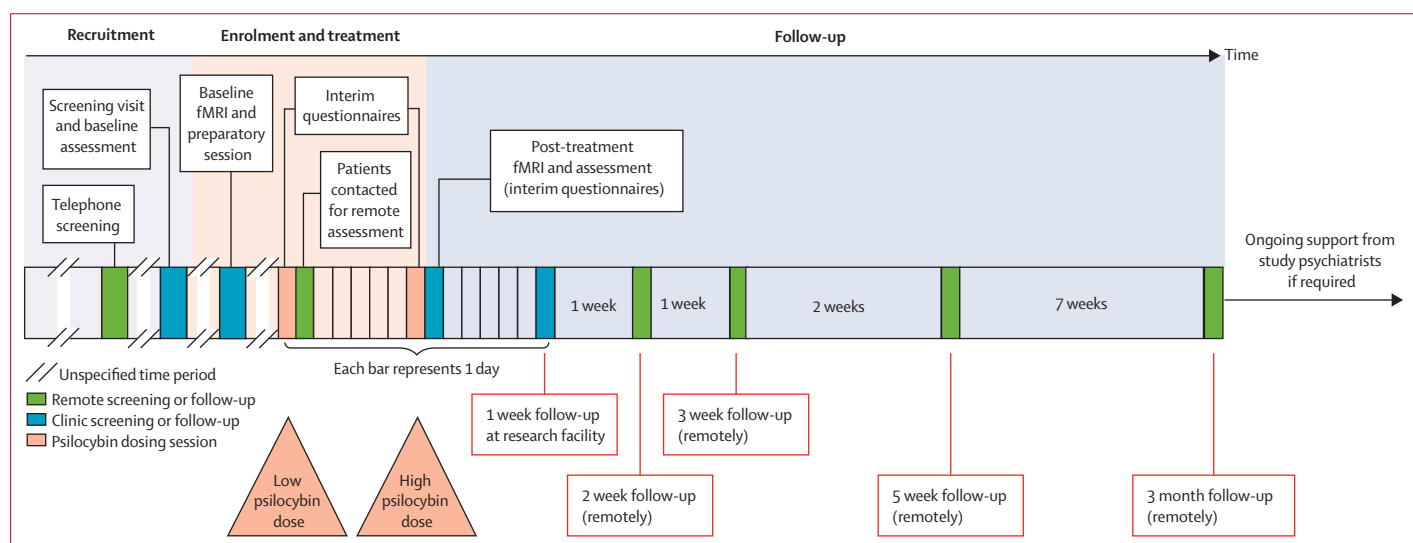 Recruitment
Enrolment and treatment
Follow-up
Time
Screening visit
and baseline
assessment
Baseline
fMRI and
preparatory
session
Interim
questionnaires
Patients
contacted
for remote
assessment
Post-treatment
fMRI and assessment
(interim questionnaires)
Telephone
screening
Ongoing support from
study psychiatrists
if required
1 week
1 week
2 weeks
7 weeks
Each bar represents 1 day
Unspecified time period
Remote screening or follow-up
Clinic screening or follow-up
Psilocybin dosing session
Low
psilocybin
dose
High
psilocybin
dose
1 week follow-up
at research facility
2 week follow-up
(remotely)
3 week follow-up
(remotely)
5 week follow-up
(remotely)
3 month follow-up
(remotely)